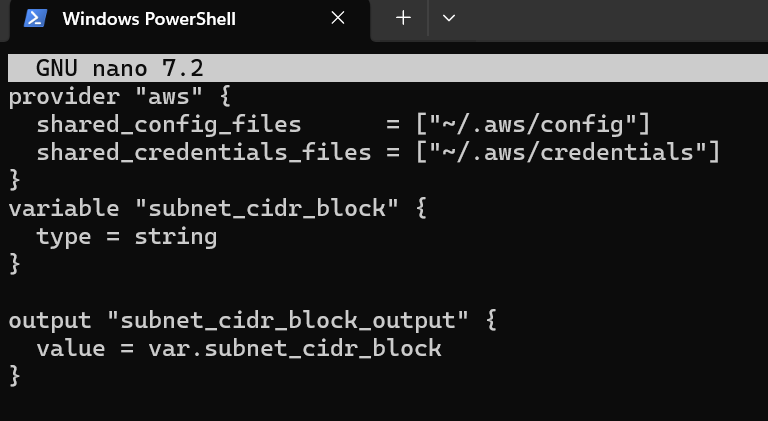 Windows PowerShell
GNU nano 7.2
provider "aws" {
  shared_config_files      = ["~/.aws/config"]
  shared_credentials_files = ["~/.aws/credentials"]
}
variable "subnet_cidr_block" {
  type = string
}

output "subnet_cidr_block_output" {
  value = var.subnet_cidr_block
}